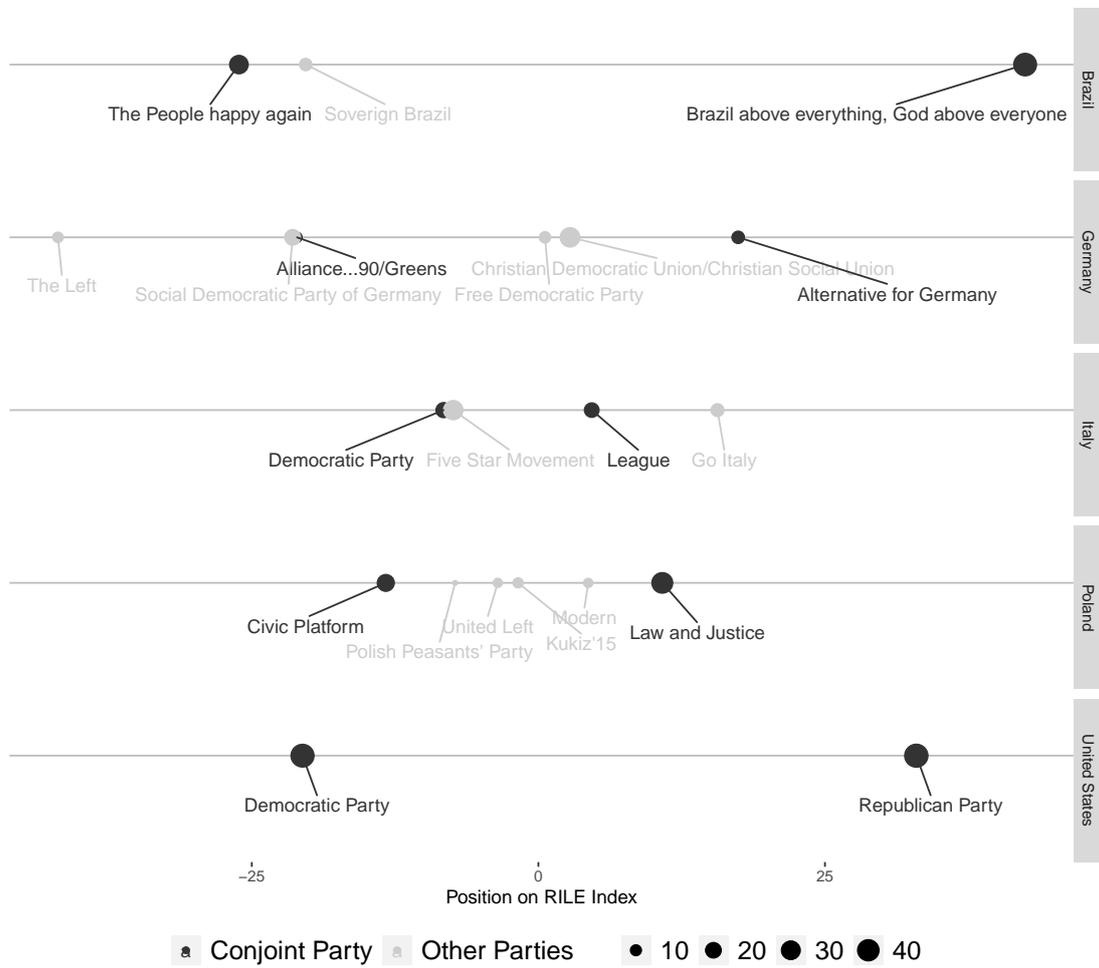 Brazil
The People happy again
Soverign Brazil
Brazil above everything, God above everyone
Germany
Alliance...90/Greens
Christian Democratic Union/Christian Social Union
The Left
Social Democratic Party of Germany
Free Democratic Party
Alternative for Germany
Italy
Democratic Party
Five Star Movement
League
Go Italy
Poland
Modern
Civic Platform
United Left
Law and Justice
Kukiz'15
Polish Peasants' Party
United States
Democratic Party
Republican Party
−25
0
25
Position on RILE Index
a Conjoint Party
a Other Parties
10
20
30
40